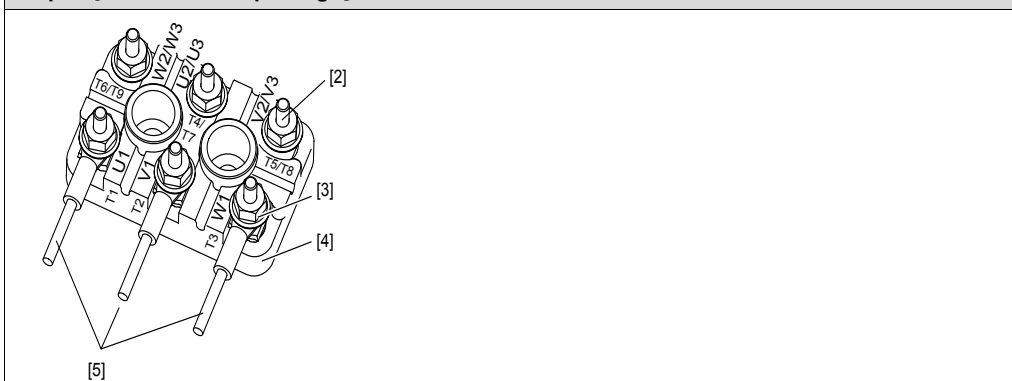 W2/W3
U2/U3
V2/V3
[2]
T6/T9
T4/
T7
T5/T8
U1
V1
W1
[3]
T1
T2
T3
[4]
[5]